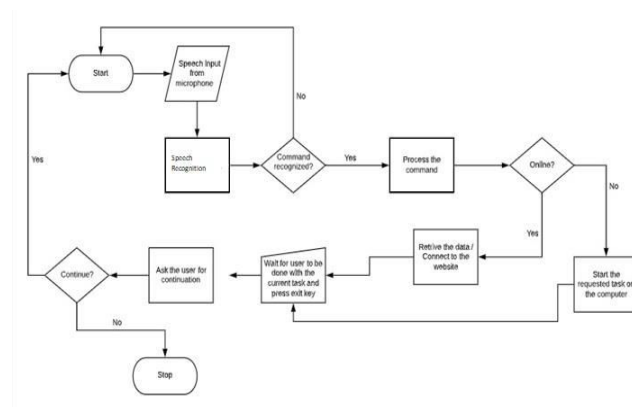 Start
Speech Input
from
microphone
No
Speech
Recognition
Command
recognized?
Yes
Process the
command
Online?
No
Yes
Yes
Retrive the data /
Connect to the
website
Start the
requested task on
the computer
Wait for user to be
done with the
current task and
press exit key
Ask the user for
continuation
Continue?
No
Stop